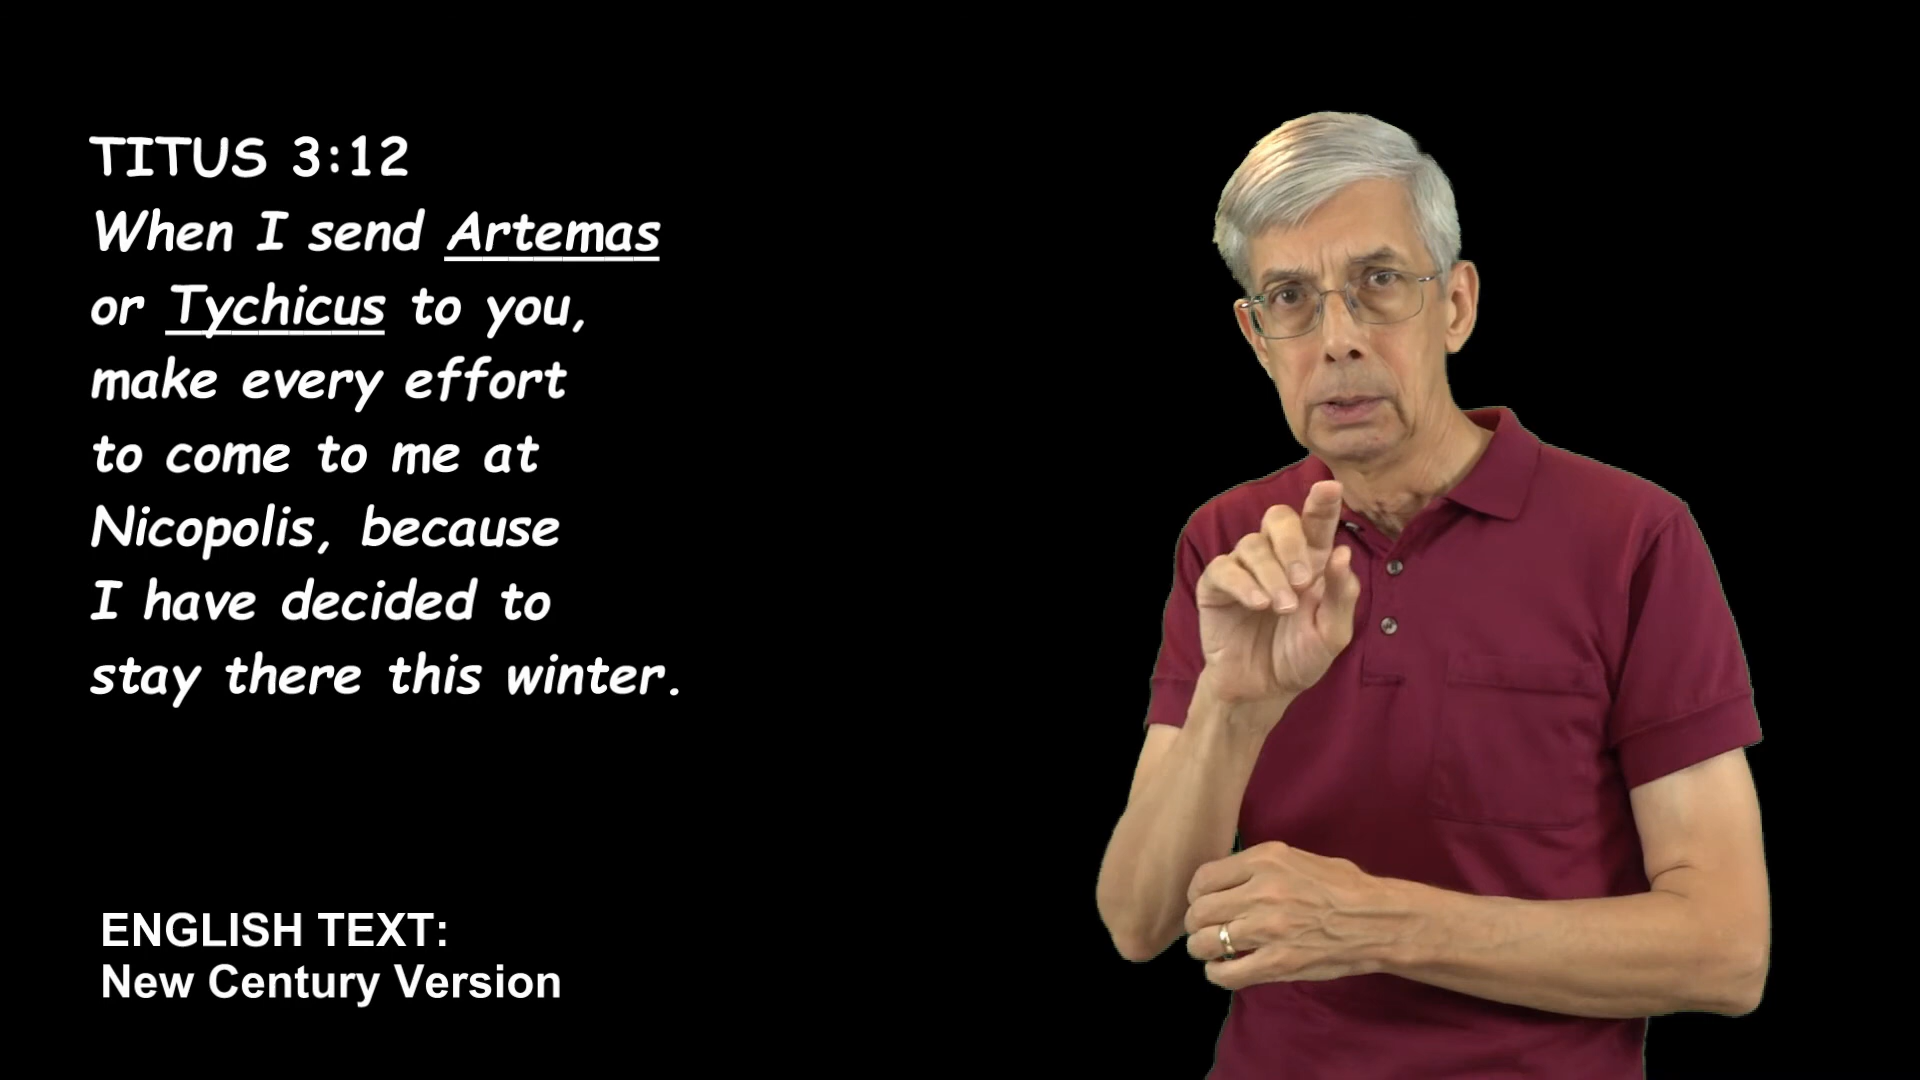 TITUS 3:12
When I send Artemas
or Tychicus to you,
make every effort
to come to me at
Nicopolis, because
I have decided to
stay there this winter.
ENGLISH TEXT:
New Century Version